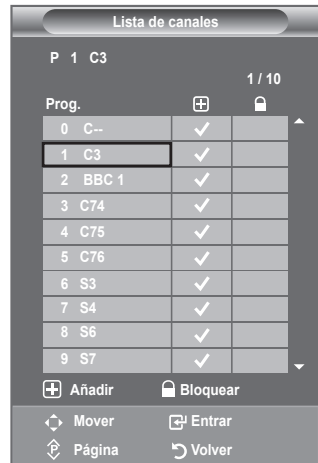 Lista de canales
P 1 C3
1 / 10
Prog.
0 C--
1 C3
2 BBC 1
3 C74
4 C75
5 C76
6 S3
7 S4
8 S6
9 S7
Añadir Bloquear
Mover Entrar
Página Volver